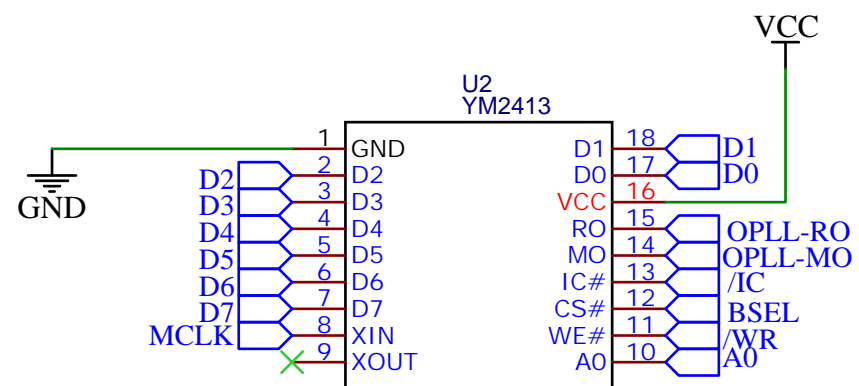 VCC
U2
YM2413
1 GND D1 18 D1
D2 2 D2 D0 17 D0
GND
D3 3 D3 VCC 16
D4 4 D4 RO 15 OPLL-RO
D5 5 D5 MO 14 OPLL-MO
D6 6 D6 IC# 13 /IC
D7 7 D7 CS# 12 BSEL
MCLK 8 XIN WE# 11 /WR
9 XOUT A0 10 A0